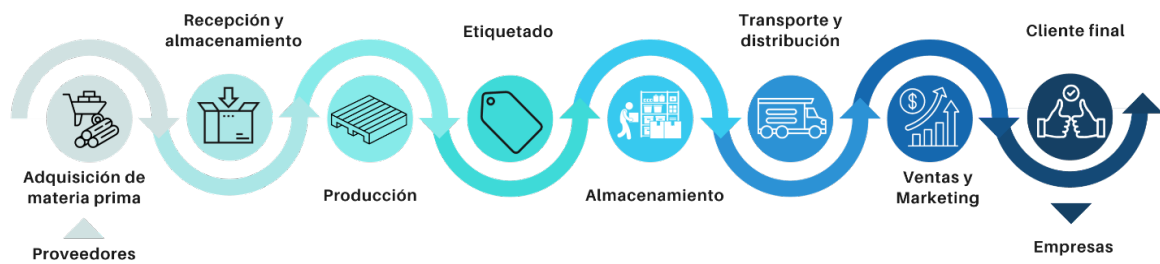 Adquisición de
materia prima
Proveedores
Recepción y
almacenamiento
Producción
Etiquetado
Almacenamiento
Transporte y
distribución
$
Ventas y
Marketing
Cliente final
Empresas